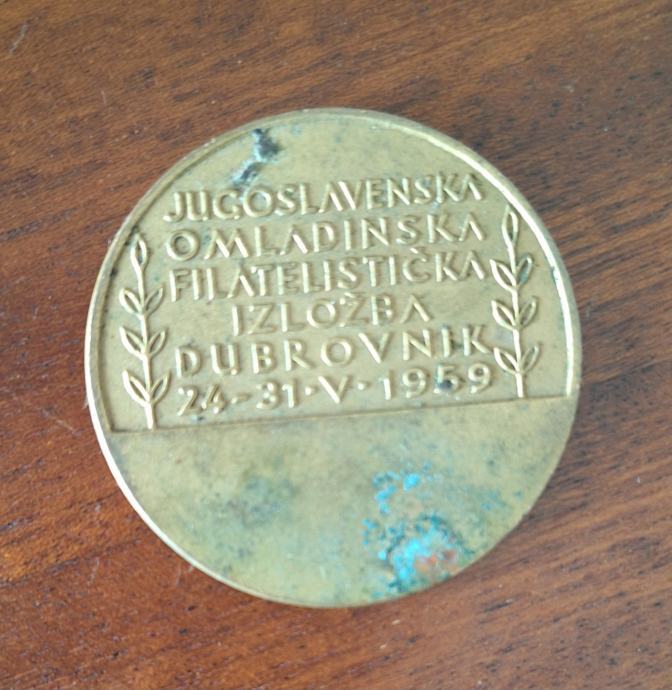 JUGOSLAVENSKA
OMLADINSKA
FILATELISTIČKA
IZLOŽBA
DUBROVNIK
24-31·V·1959